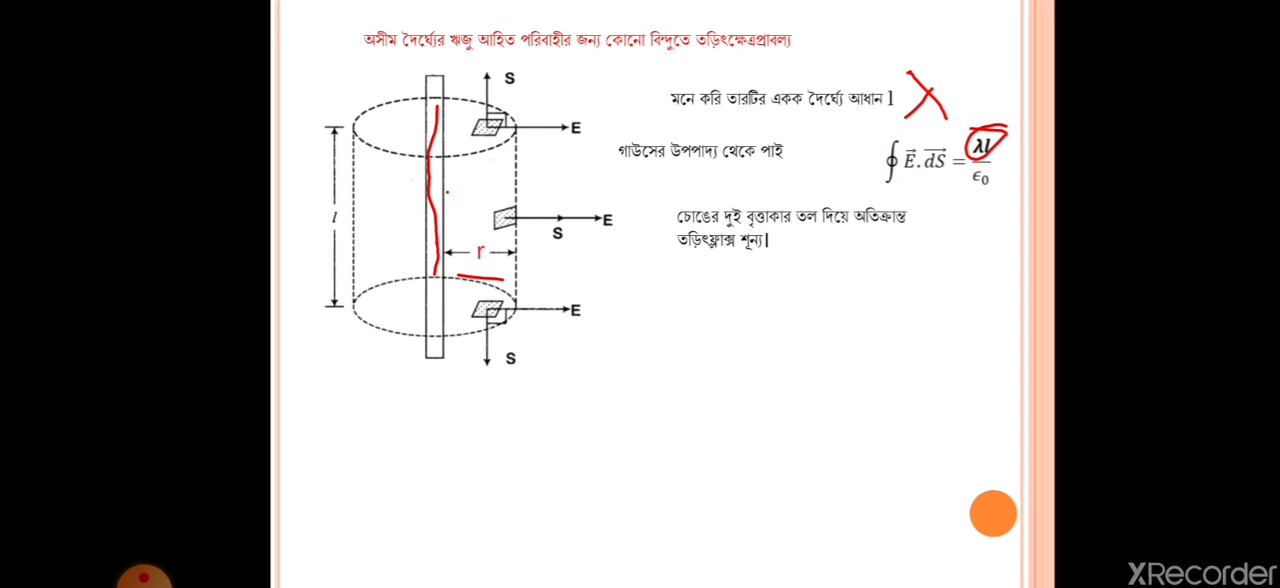 অসীম দৈর্ঘ্যের ঋজু আহিত পরিবাহীর জন্য কোনো বিন্দুতে তড়িৎক্ষেত্রপ্রাবল্য
S
E
মনে করি তারটির একক দৈর্ঘ্যে আধান l
গাউসের উপপাদ্য থেকে পাই
∮ E⃗. dS⃗ = λl/ϵ₀
l
E
S
চোঙের দুই বৃত্তাকার তল দিয়ে অতিক্রান্ত
তড়িৎফ্লাক্স শূন্য।
r
E
S
XRecorder